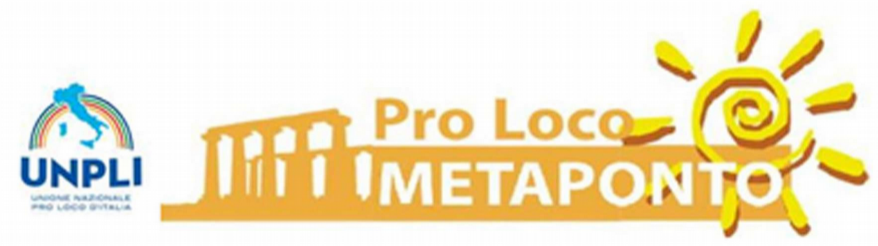 UNPLI
UNIONE NAZIONALE
PRO LOCO D'ITALIA
Pro Loco
METAPONTO